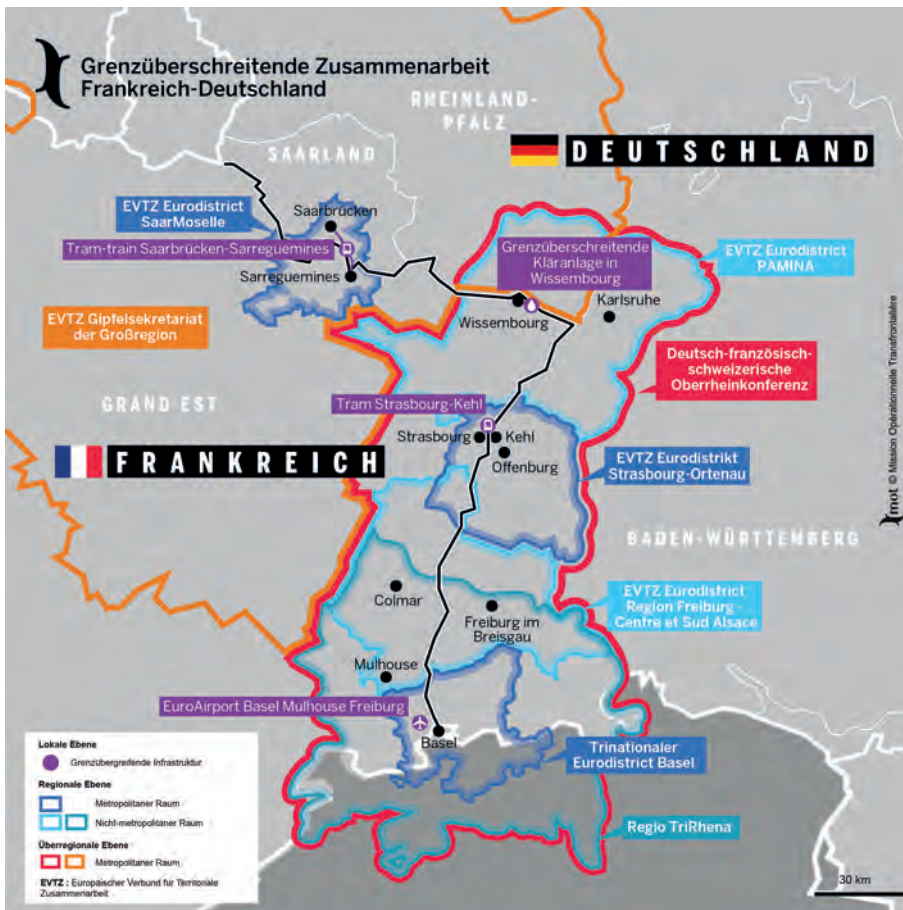 Grenzüberschreitende Zusammenarbeit
Frankreich-Deutschland
RHEINLAND-
PFALZ
DEUTSCHLAND
SAARLAND
EVTZ Eurodistrict
SaarMoselle
Saarbrücken
Tram-train Saarbrücken-Sarreguemines
Sarreguemines
Grenzüberschreitende
Kläranlage in
Wissembourg
EVTZ Eurodistrict
PAMINA
EVTZ Gipfelsekretariat
der Großregion
Wissembourg
Karlsruhe
Deutsch-französisch-
schweizerische
Oberrheinkonferenz
GRAND EST
Tram Strasbourg-Kehl
Strasbourg
Kehl
Offenburg
FRANKREICH
EVTZ Eurodistrikt
Strasbourg-Ortenau
mot © Mission Opérationnelle Transfrontalière
BADEN-WÜRTTEMBERG
Colmar
Freiburg im
Breisgau
EVTZ Eurodistrict
Region Freiburg -
Centre et Sud Alsace
Mulhouse
EuroAirport Basel Mulhouse Freiburg
Basel
Trinationaler
Eurodistrict Basel
Regio TriRhena
Lokale Ebene
Grenzübergreifende Infrastruktur
Regionale Ebene
Metropolitaner Raum
Nicht-metropolitaner Raum
Überregionale Ebene
Metropolitaner Raum
EVTZ : Europäischer Verbund für Territoriale
Zusammenarbeit
30 km